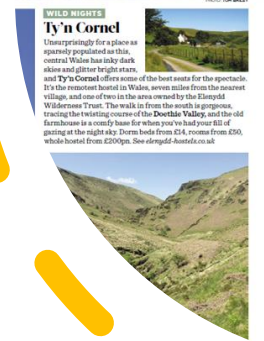 PHOTO: TOM BAILEY
WILD NIGHTS
Ty'n Cornel
Unsurprisingly for a place as
sparsely populated as this,
central Wales has inky dark
skies and glitter bright stars,
and Ty'n Cornel offers some of the best seats for the spectacle.
It's the remotest hostel in Wales, seven miles from the nearest
village, and one of two in the area owned by the Elenydd
Wilderness Trust. The walk in from the south is gorgeous,
tracing the twisting course of the Doethie Valley, and the old
farmhouse is a comfy base for when you've had your fill of
gazing at the night sky. Dorm beds from £14, rooms from £50,
whole hostel from £200pn. See elenydd-hostels.co.uk